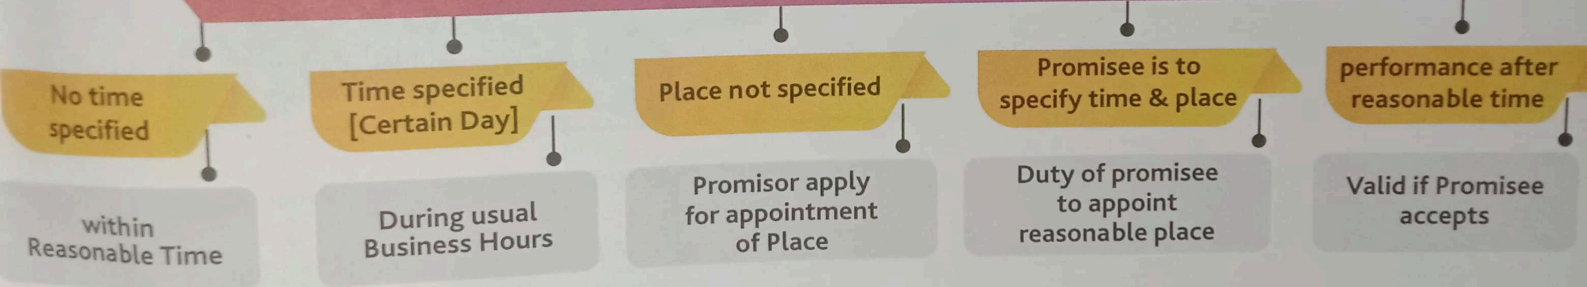 No time
specified
within
Reasonable Time
Time specified
[Certain Day]
During usual
Business Hours
Place not specified
Promisor apply
for appointment
of Place
Promisee is to
specify time & place
Duty of promisee
to appoint
reasonable place
performance after
reasonable time
Valid if Promisee
accepts